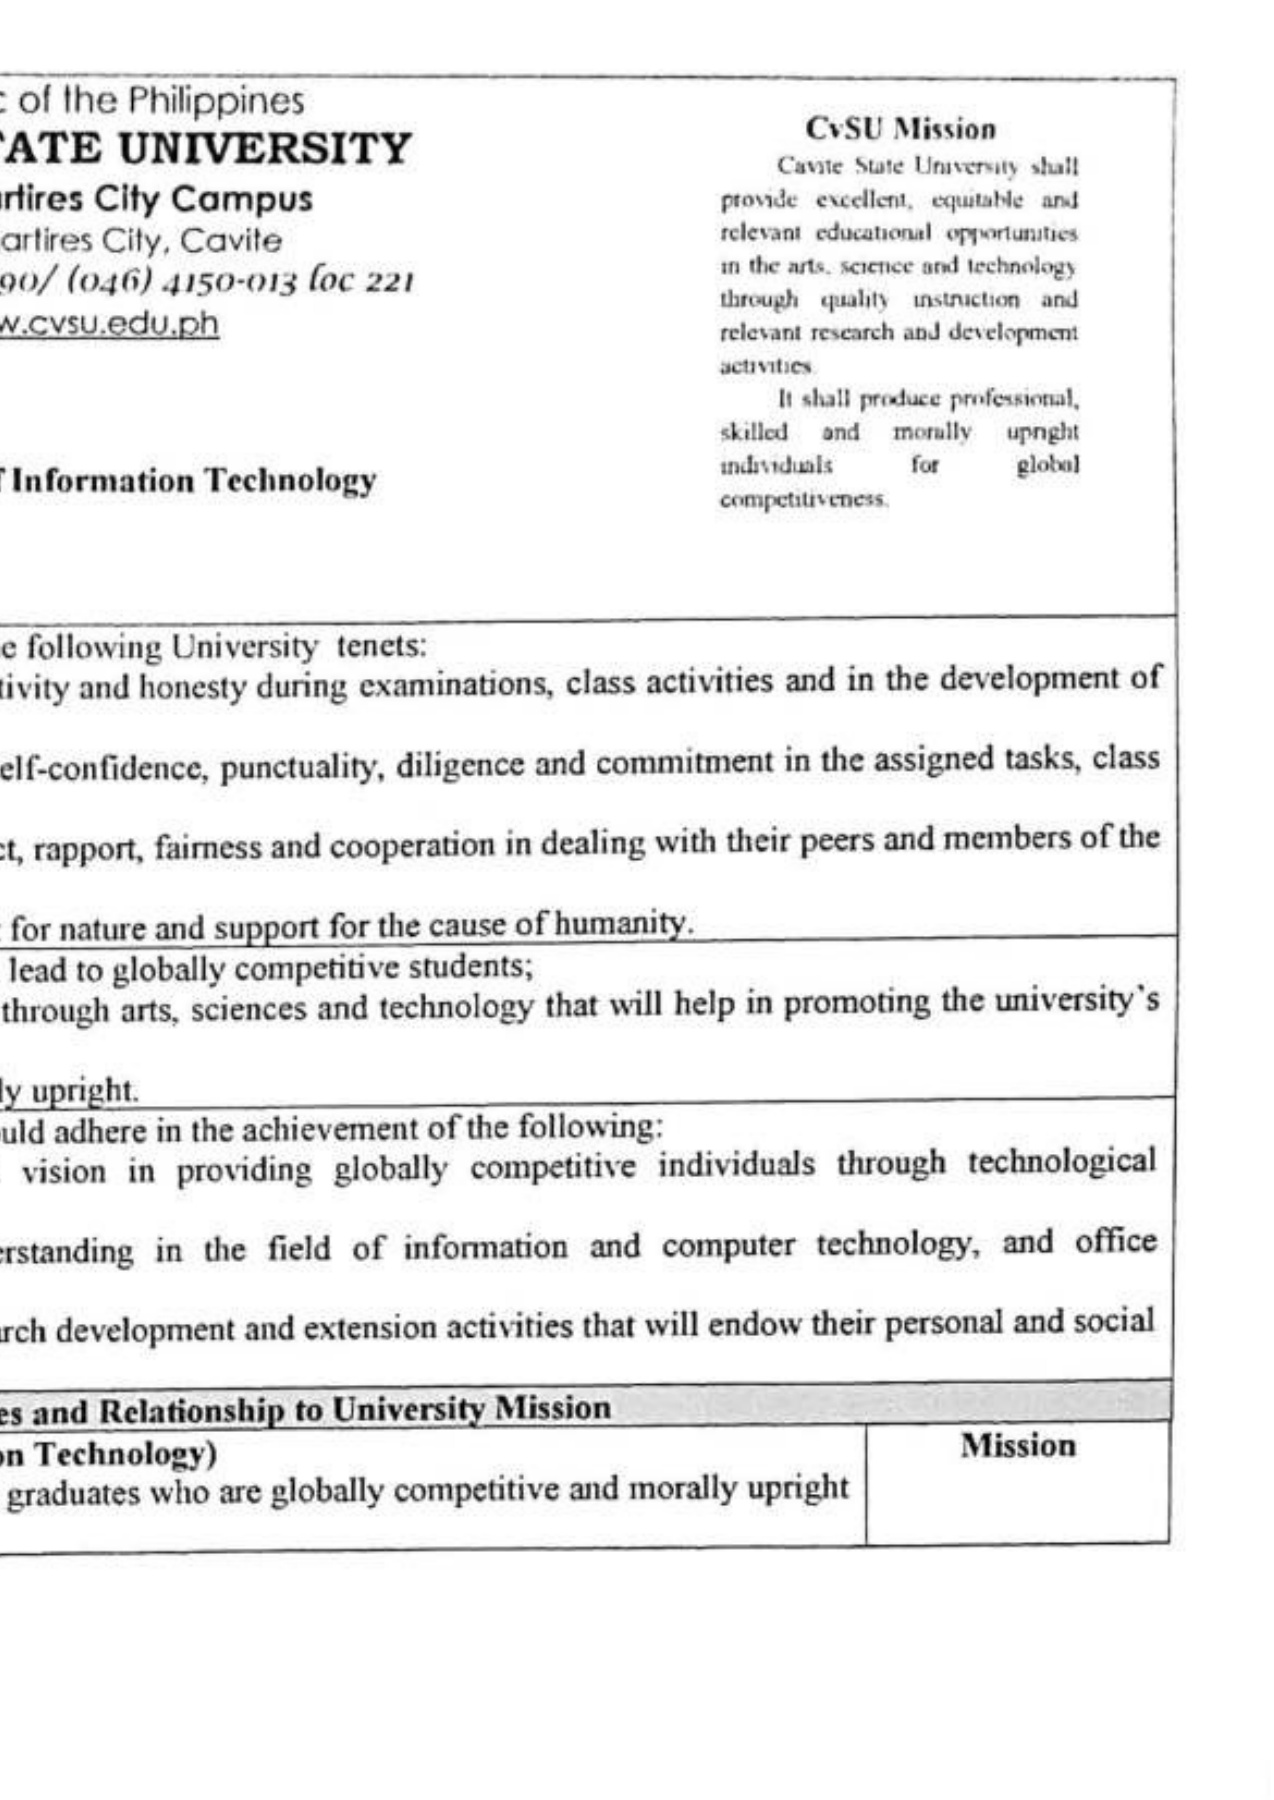 c of the Philippines
TATE UNIVERSITY
artires City Campus
artires City, Cavite
90/ (046) 4150-013 loc 221
w.cvsu.edu.ph
f Information Technology
CvSU Mission
Cavite State University shall
provide excellent, equitable and
relevant educational opportunities
in the arts, science and technology
through quality instruction and
relevant research and development
activities.
It shall produce professional,
skilled and morally upright
individuals for global
competitiveness.
e following University tenets:
tivity and honesty during examinations, class activities and in the development of
elf-confidence, punctuality, diligence and commitment in the assigned tasks, class
ct, rapport, fairness and cooperation in dealing with their peers and members of the
for nature and support for the cause of humanity.
lead to globally competitive students;
through arts, sciences and technology that will help in promoting the university's
ly upright.
uld adhere in the achievement of the following:
vision in providing globally competitive individuals through technological
erstanding in the field of information and computer technology, and office
arch development and extension activities that will endow their personal and social
es and Relationship to University Mission
on Technology)
Mission
graduates who are globally competitive and morally upright